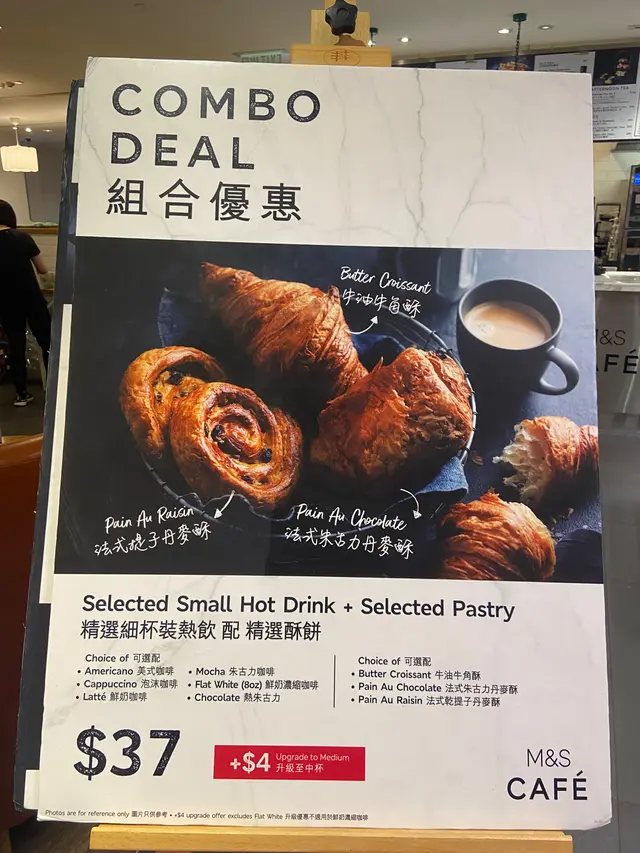 COMBO
DEAL
組合優惠
Butter Croissant
牛油牛角酥
Pain Au Raisin
法式提子丹麥酥
Pain Au Chocolate
法式朱古力丹麥酥
Selected Small Hot Drink + Selected Pastry
精選細杯裝熱飲 配 精選酥餅
Choice of 可選配
• Americano 美式咖啡
• Cappuccino 泡沫咖啡
• Latté 鮮奶咖啡
• Mocha 朱古力咖啡
• Flat White (8oz) 鮮奶濃縮咖啡
• Chocolate 熱朱古力
Choice of 可選配
• Butter Croissant 牛油牛角酥
• Pain Au Chocolate 法式朱古力丹麥酥
• Pain Au Raisin 法式乾提子丹麥酥
$37
+$4 Upgrade to Medium
升級至中杯
M&S
CAFÉ
Photos are for reference only 圖片只供參考 • +$4 upgrade offer excludes Flat White 升級優惠不適用於鮮奶濃縮咖啡
M&S
AFÉ
AFTERNOON TEA